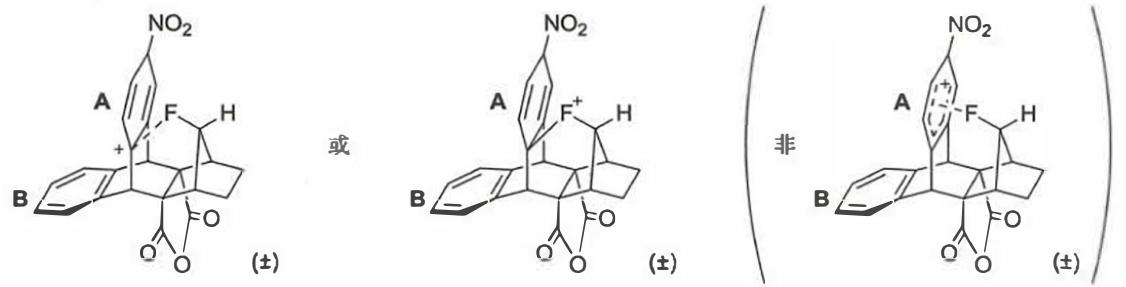 NO₂
A
F
H
+
B
O
O
O
(±)
或
NO₂
A
F⁺
H
B
O
O
O
(±)
非
NO₂
A
+
F
H
B
O
O
O
(±)